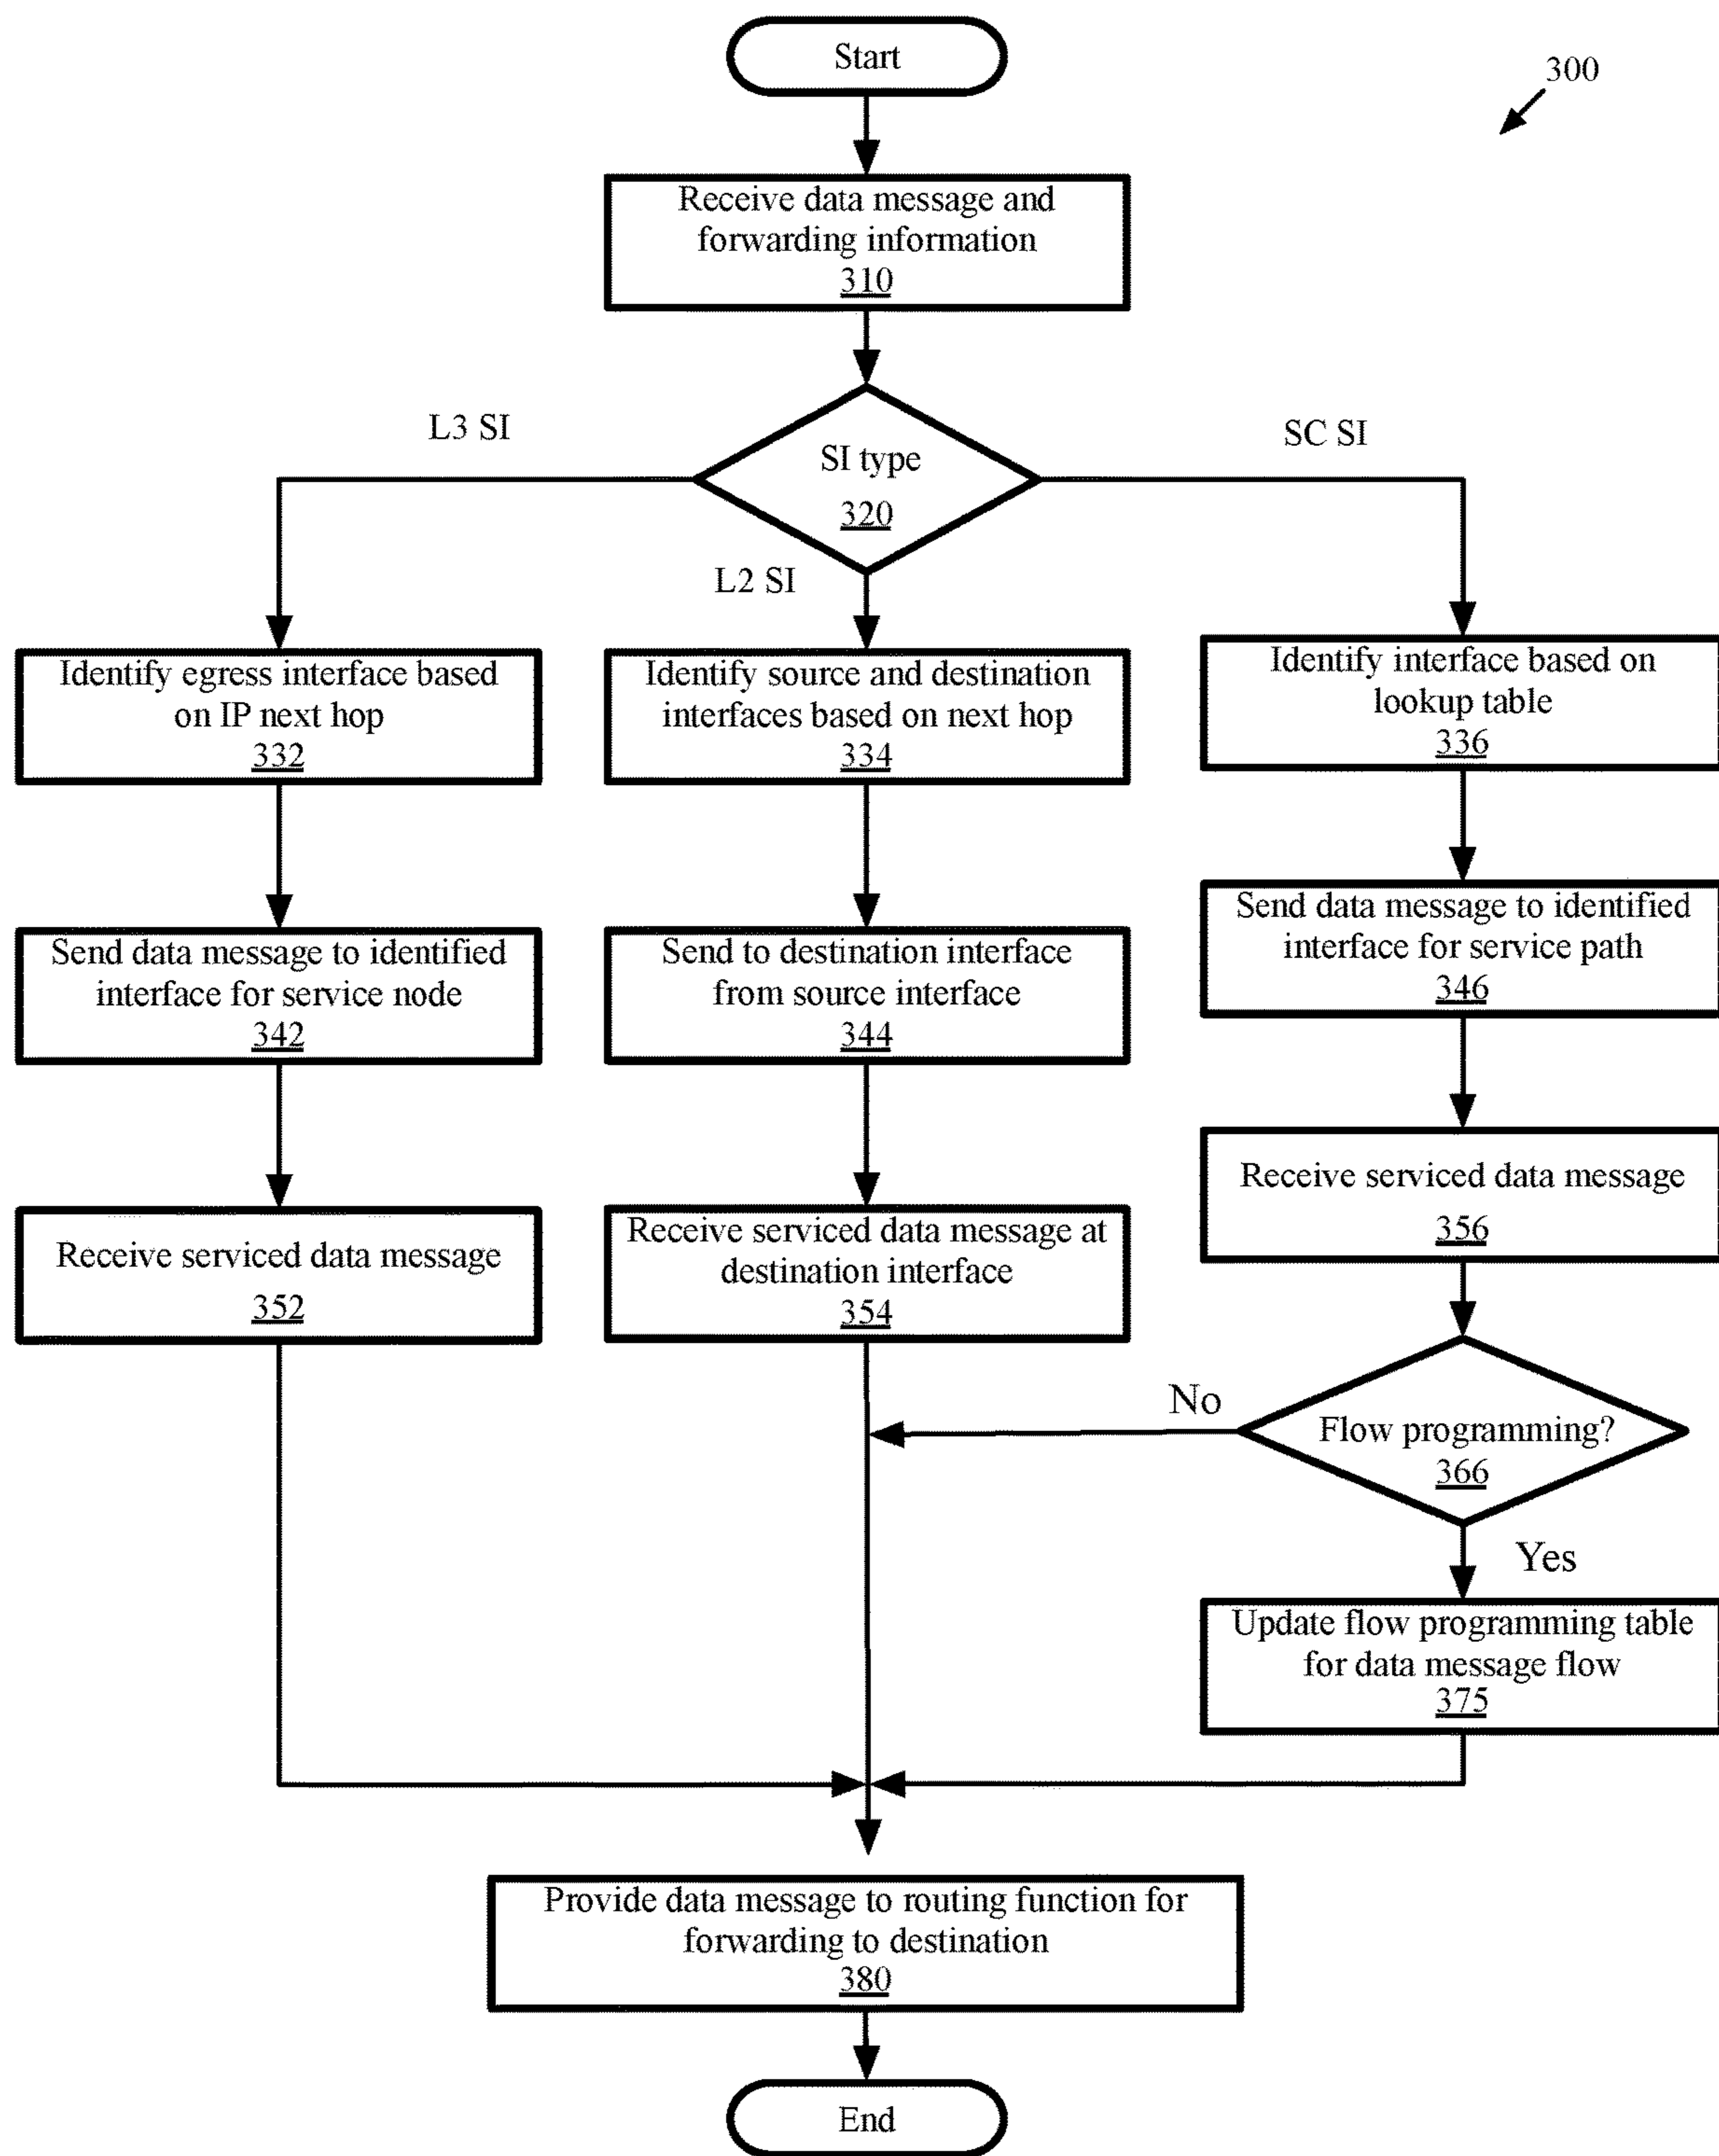 Start
300
Receive data message and
forwarding information
310
L3 SI
SC SI
SI type
320
L2 SI
Identify egress interface based
on IP next hop
332
Identify source and destination
interfaces based on next hop
334
Identify interface based on
lookup table
336
Send data message to identified
interface for service node
342
Send to destination interface
from source interface
344
Send data message to identified
interface for service path
346
Receive serviced data message
352
Receive serviced data message at
destination interface
354
Receive serviced data message
356
No
Flow programming?
366
Yes
Update flow programming table
for data message flow
375
Provide data message to routing function for
forwarding to destination
380
End